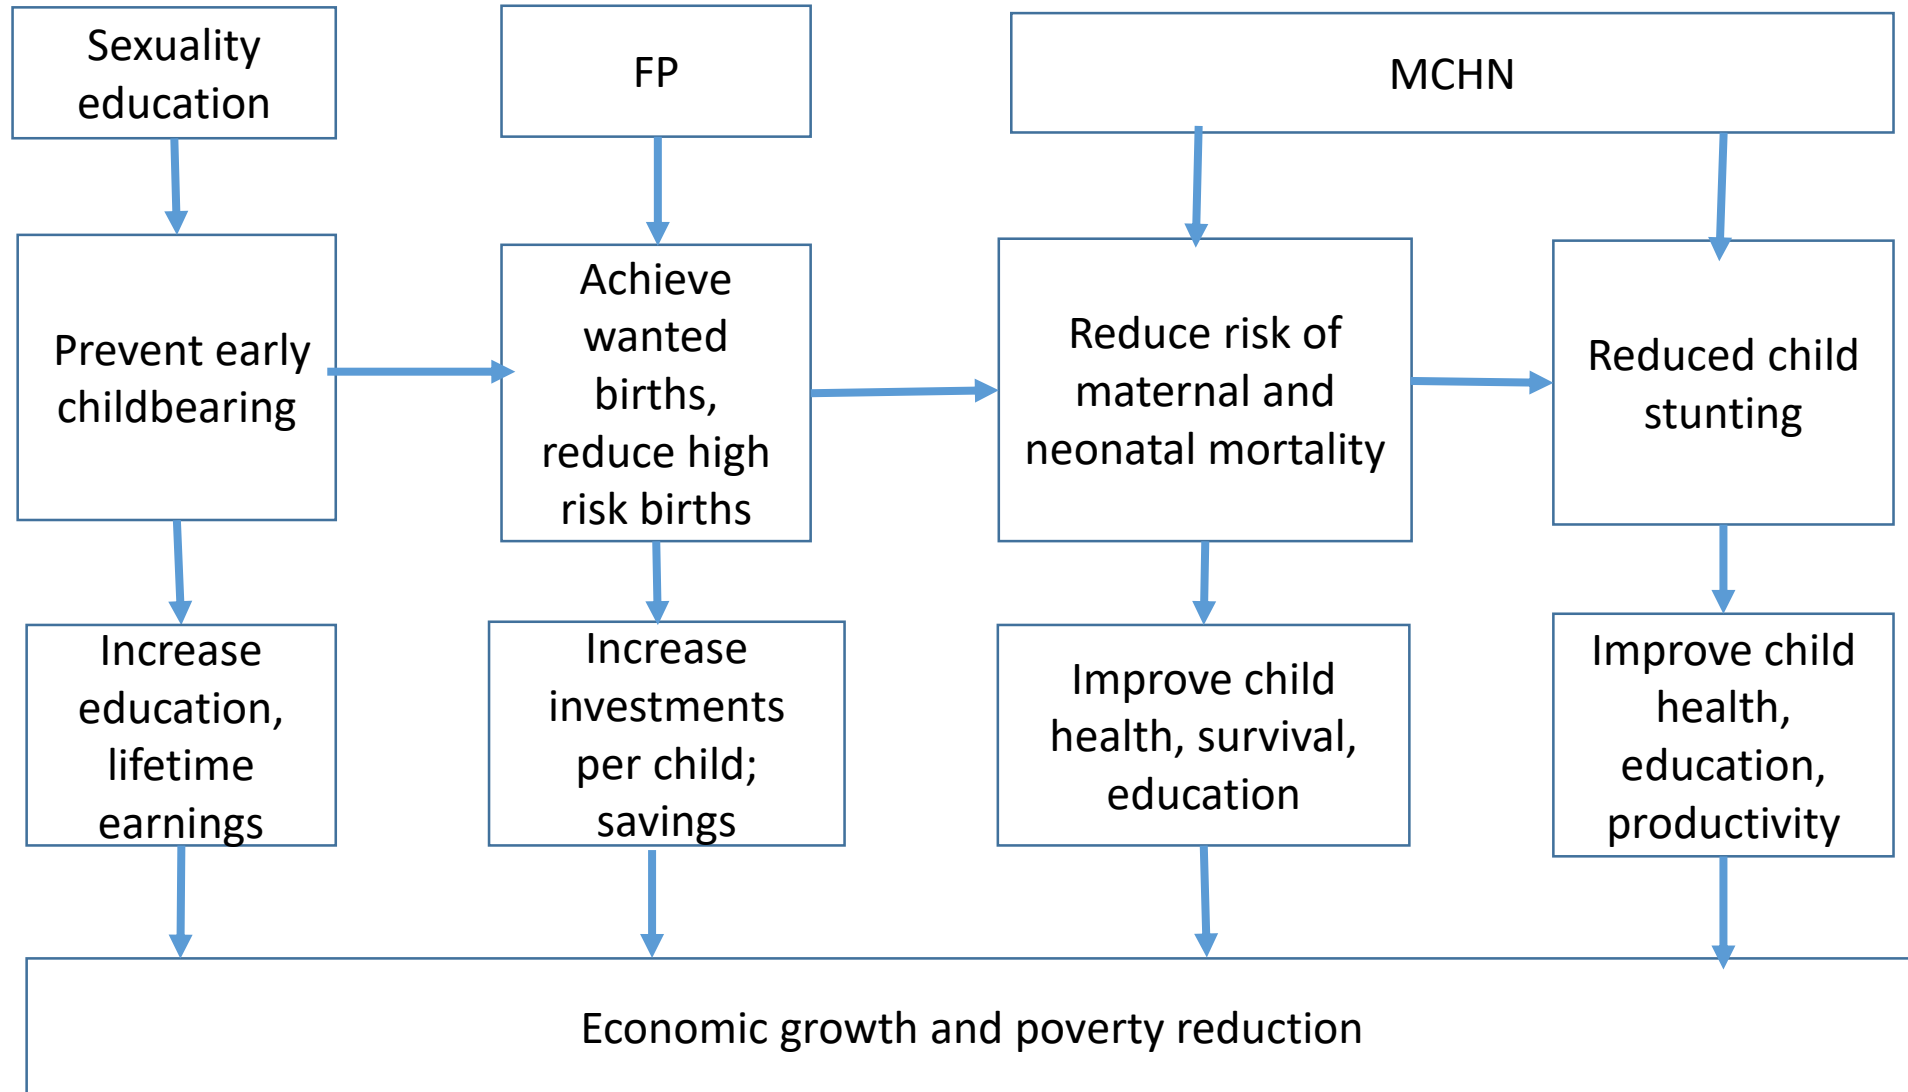 Sexuality
education
FP
MCHN
Prevent early
childbearing
Achieve
wanted
births,
reduce high
risk births
Reduce risk of
maternal and
neonatal mortality
Reduced child
stunting
Increase
education,
lifetime
earnings
Increase
investments
per child;
savings
Improve child
health, survival,
education
Improve child
health,
education,
productivity
Economic growth and poverty reduction